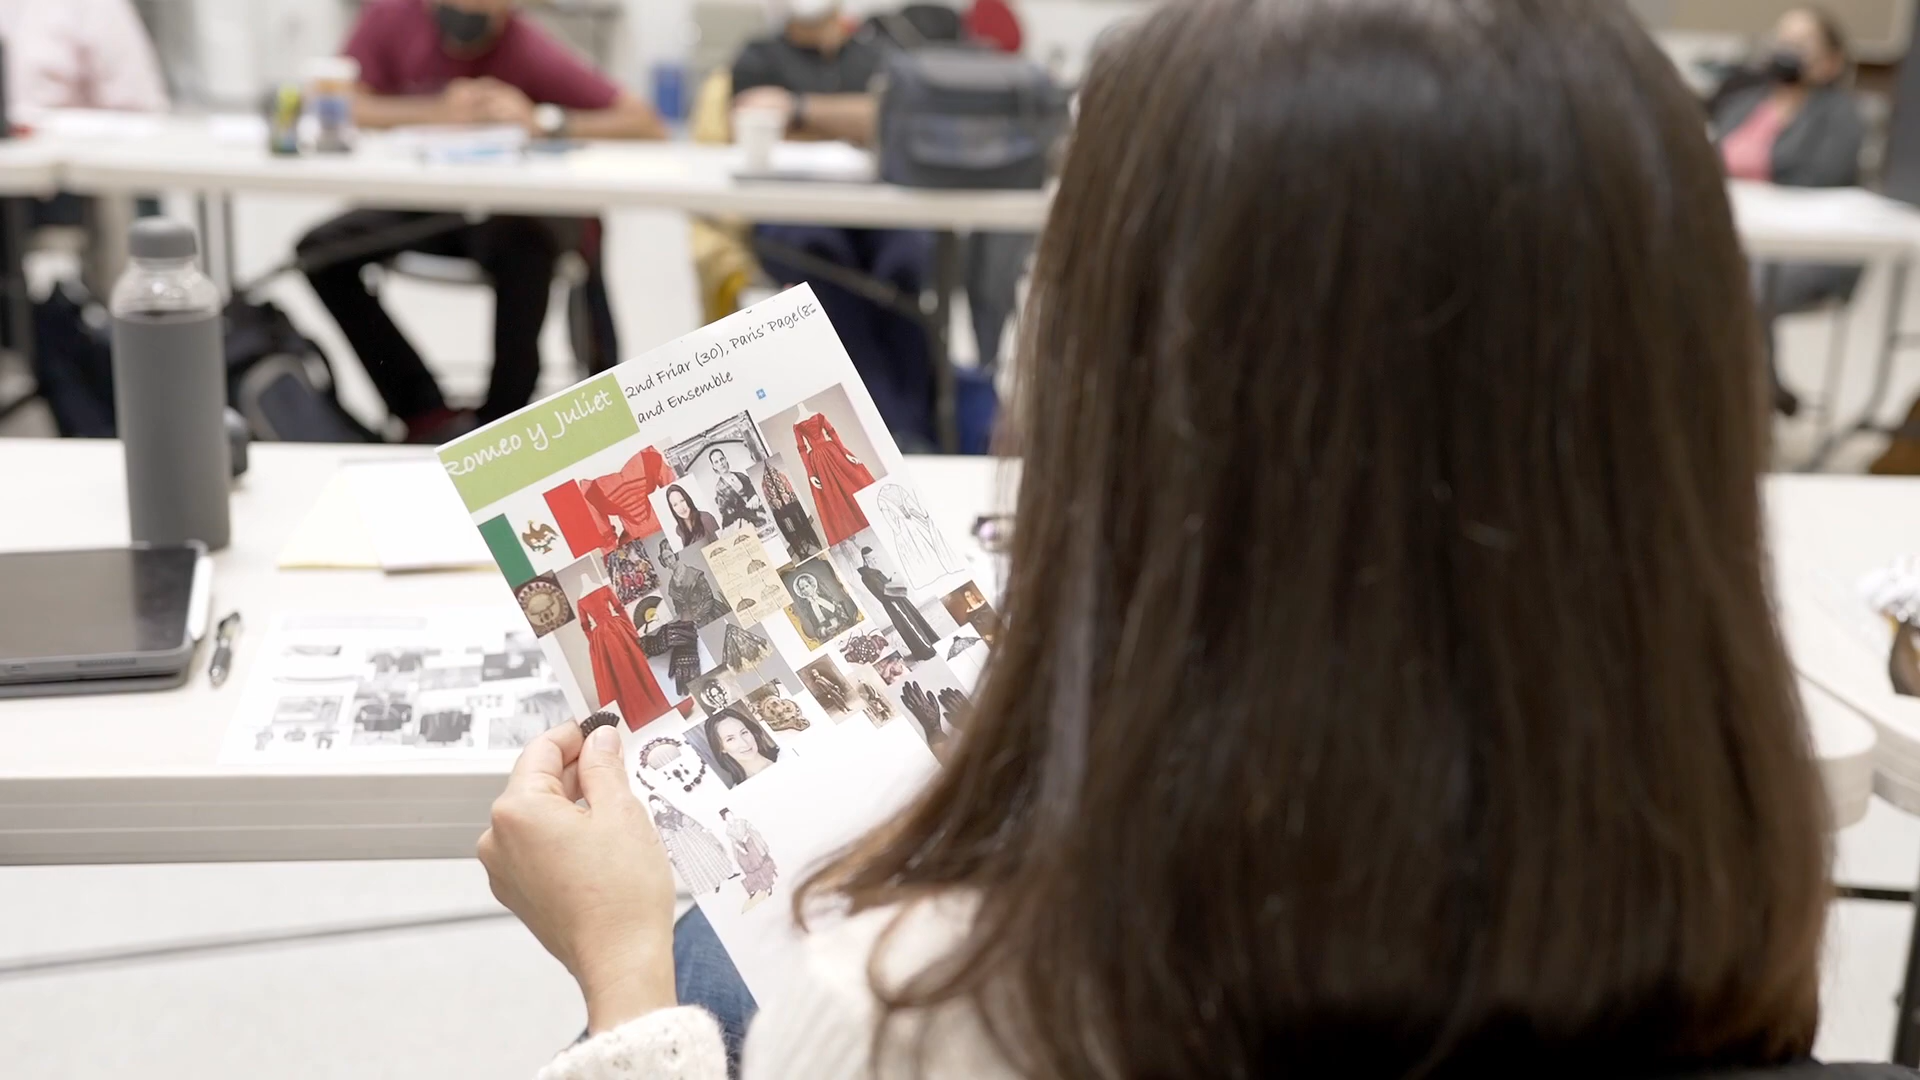 Romeo y Juliet
2nd Friar (30), Paris' Page (8
and Ensemble